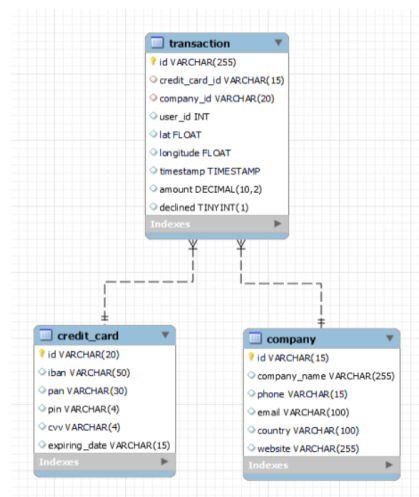 transaction
id VARCHAR(255)
credit_card_id VARCHAR(15)
company_id VARCHAR(20)
user_id INT
lat FLOAT
longitude FLOAT
timestamp TIMESTAMP
amount DECIMAL(10,2)
declined TINYINT(1)
Indexes
credit_card
id VARCHAR(20)
iban VARCHAR(50)
pan VARCHAR(30)
pin VARCHAR(4)
cvv VARCHAR(4)
expiring_date VARCHAR(15)
Indexes
company
id VARCHAR(15)
company_name VARCHAR(255)
phone VARCHAR(15)
email VARCHAR(100)
country VARCHAR(100)
website VARCHAR(255)
Indexes